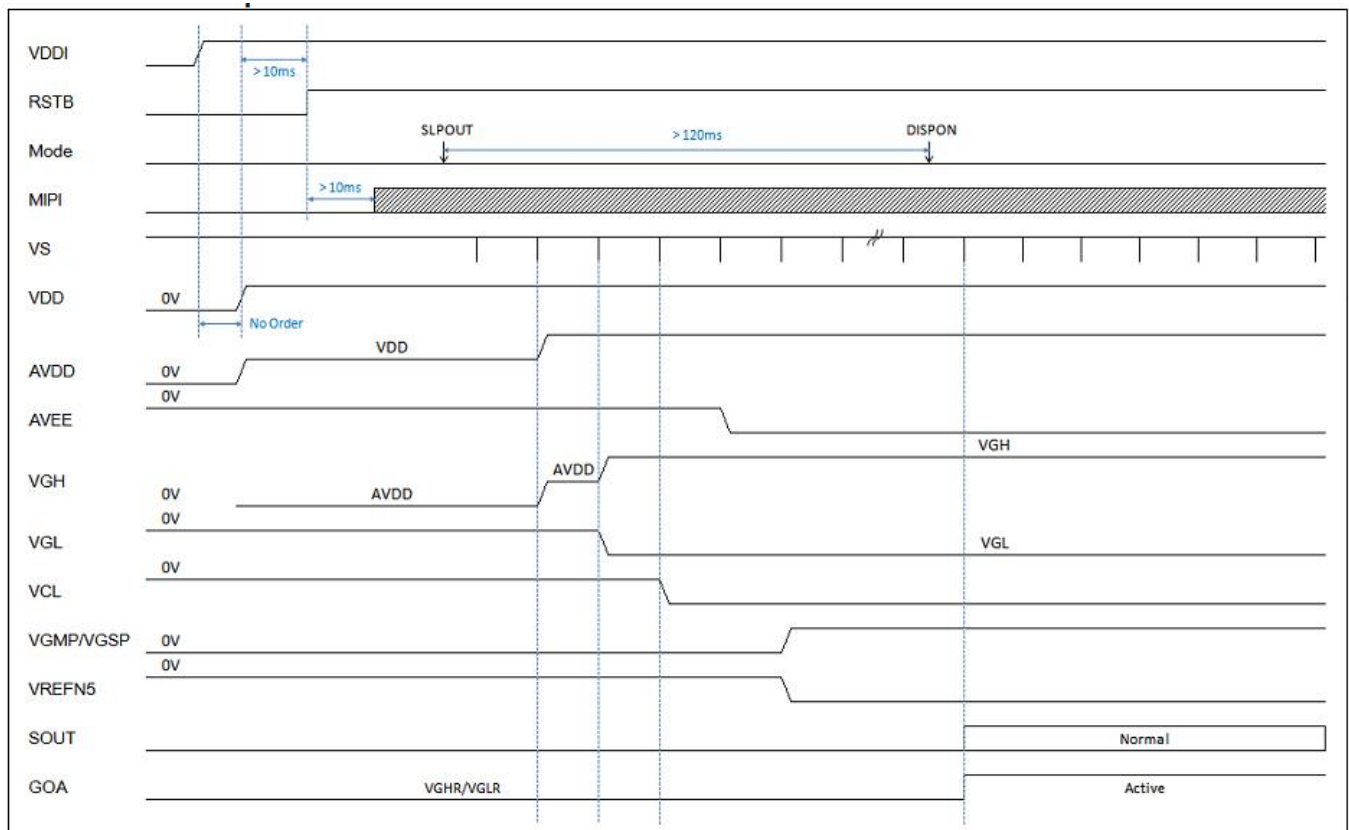 VDDI
> 10ms
RSTB
SLPOUT
> 120ms
DISPON
Mode
> 10ms
MIPI
VS
VDD
0V
No Order
VDD
AVDD
0V
0V
AVEE
VGH
AVDD
VGH
0V
AVDD
0V
VGL
VGL
0V
VCL
VGMP/VGSP
0V
0V
VREFN5
SOUT
Normal
GOA
VGHR/VGLR
Active